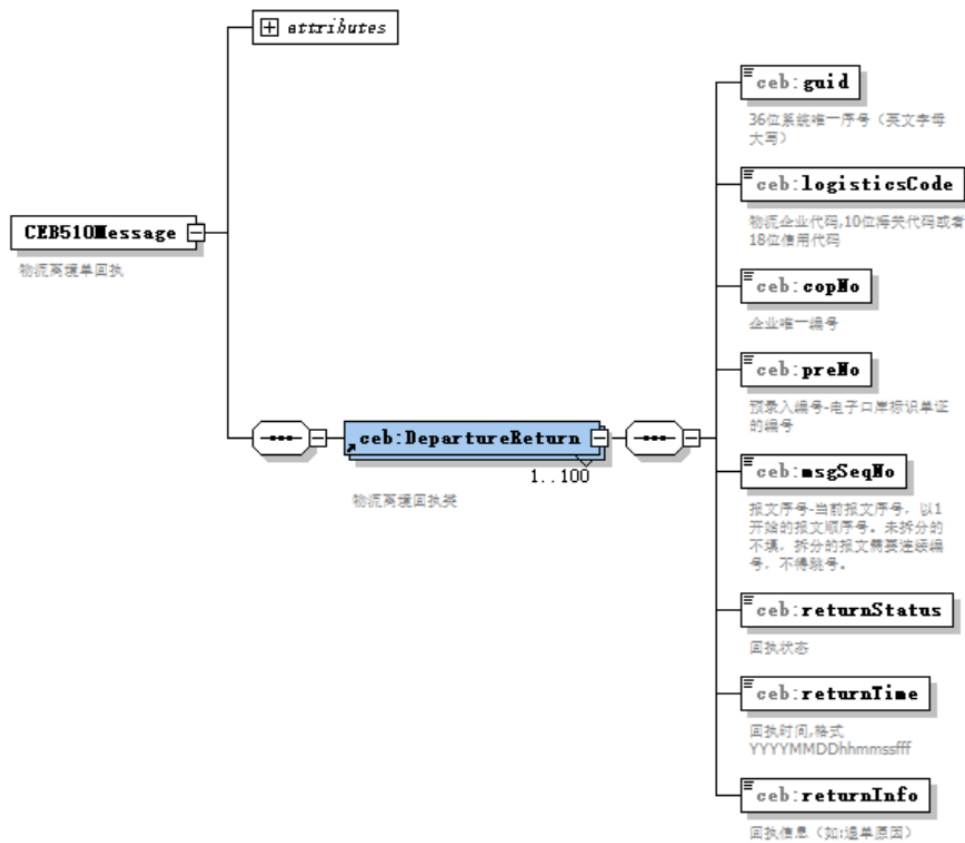 attributes
CEB510Message
物流离境单回执
ceb:DepartureReturn
1..100
物流离境回执类
ceb:guid
36位系统唯一序号（英文字母
大写）
ceb:logisticsCode
物流企业代码,10位海关代码或者
18位信用代码
ceb:copNo
企业唯一编号
ceb:preNo
预录入编号-电子口岸标识单证
的编号
ceb:msgSeqNo
报文序号-当前报文序号，以1
开始的报文顺序号。未拆分的
不填，拆分的报文需要连续编
号，不得跳号。
ceb:returnStatus
回执状态
ceb:returnTime
回执时间,格式
YYYYMMDDhhmmssfff
ceb:returnInfo
回执信息（如:退单原因）